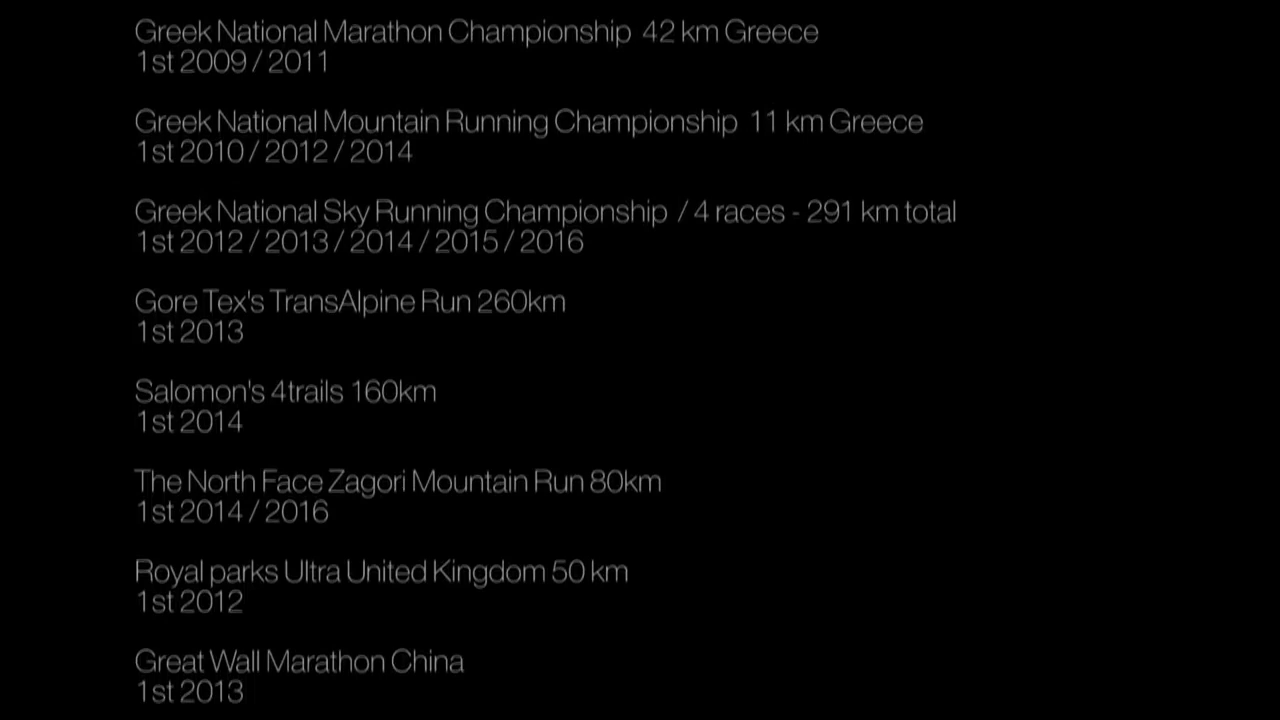 Greek National Marathon Championship 42 km Greece
1st 2009 / 2011
Greek National Mountain Running Championship 11 km Greece
1st 2010 / 2012 / 2014
Greek National Sky Running Championship / 4 races - 291 km total
1st 2012 / 2013 / 2014 / 2015 / 2016
Gore Tex's TransAlpine Run 260km
1st 2013
Salomon's 4trails 160km
1st 2014
The North Face Zagori Mountain Run 80km
1st 2014 / 2016
Royal parks Ultra United Kingdom 50 km
1st 2012
Great Wall Marathon China
1st 2013